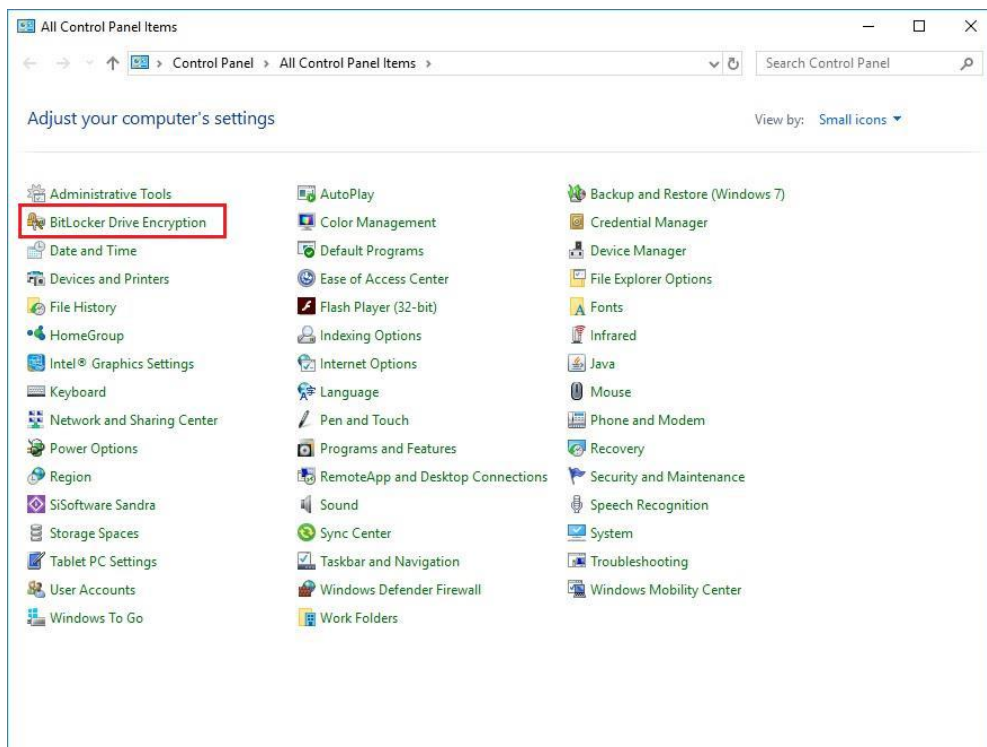 All Control Panel Items
Control Panel > All Control Panel Items >
Search Control Panel
Adjust your computer's settings
View by: Small icons
Administrative Tools
AutoPlay
Backup and Restore (Windows 7)
BitLocker Drive Encryption
Color Management
Credential Manager
Date and Time
Default Programs
Device Manager
Devices and Printers
Ease of Access Center
File Explorer Options
File History
Flash Player (32-bit)
Fonts
HomeGroup
Indexing Options
Infrared
Intel® Graphics Settings
Internet Options
Java
Keyboard
Language
Mouse
Network and Sharing Center
Pen and Touch
Phone and Modem
Power Options
Programs and Features
Recovery
Region
RemoteApp and Desktop Connections
Security and Maintenance
SiSoftware Sandra
Sound
Speech Recognition
Storage Spaces
Sync Center
System
Tablet PC Settings
Taskbar and Navigation
Troubleshooting
User Accounts
Windows Defender Firewall
Windows Mobility Center
Windows To Go
Work Folders